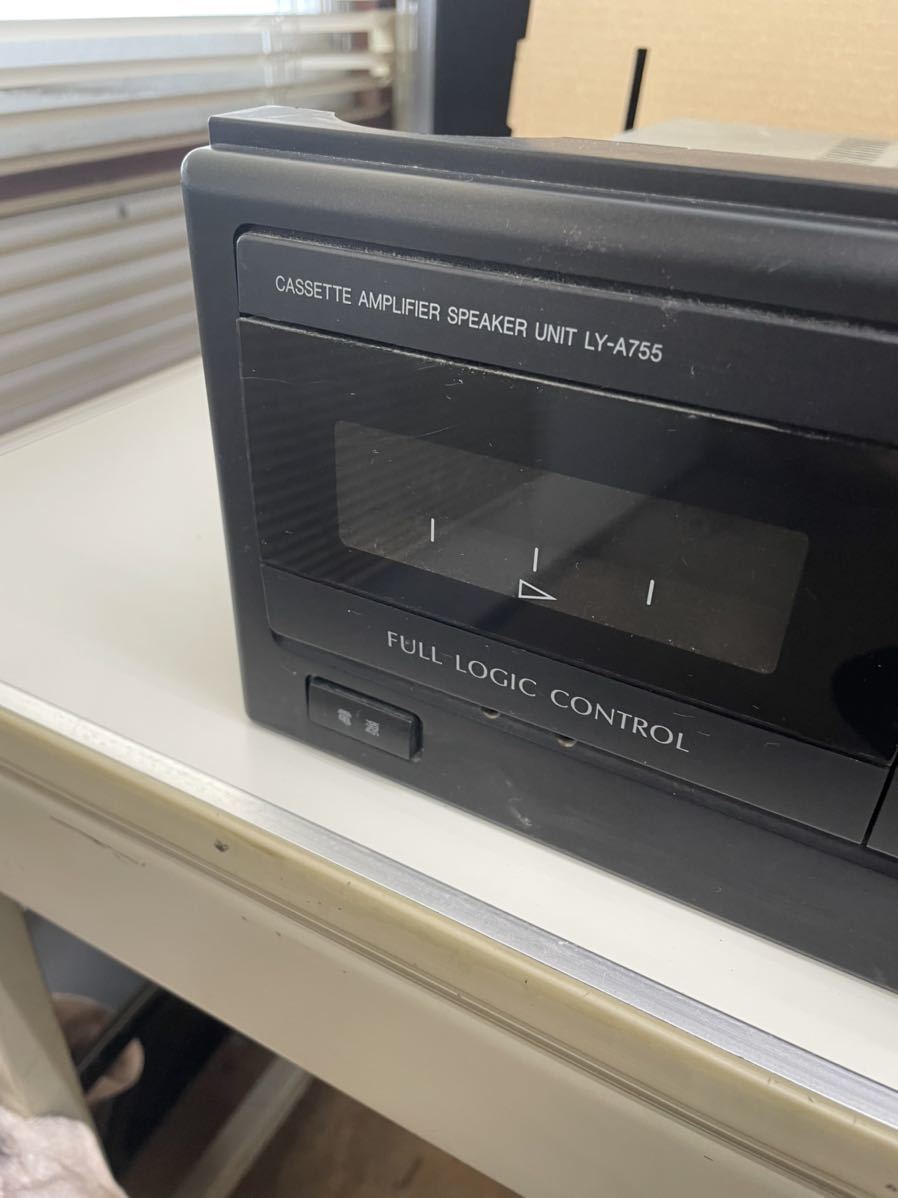 CASSETTE AMPLIFIER SPEAKER UNIT LY-A755
FULL LOGIC CONTROL
電源